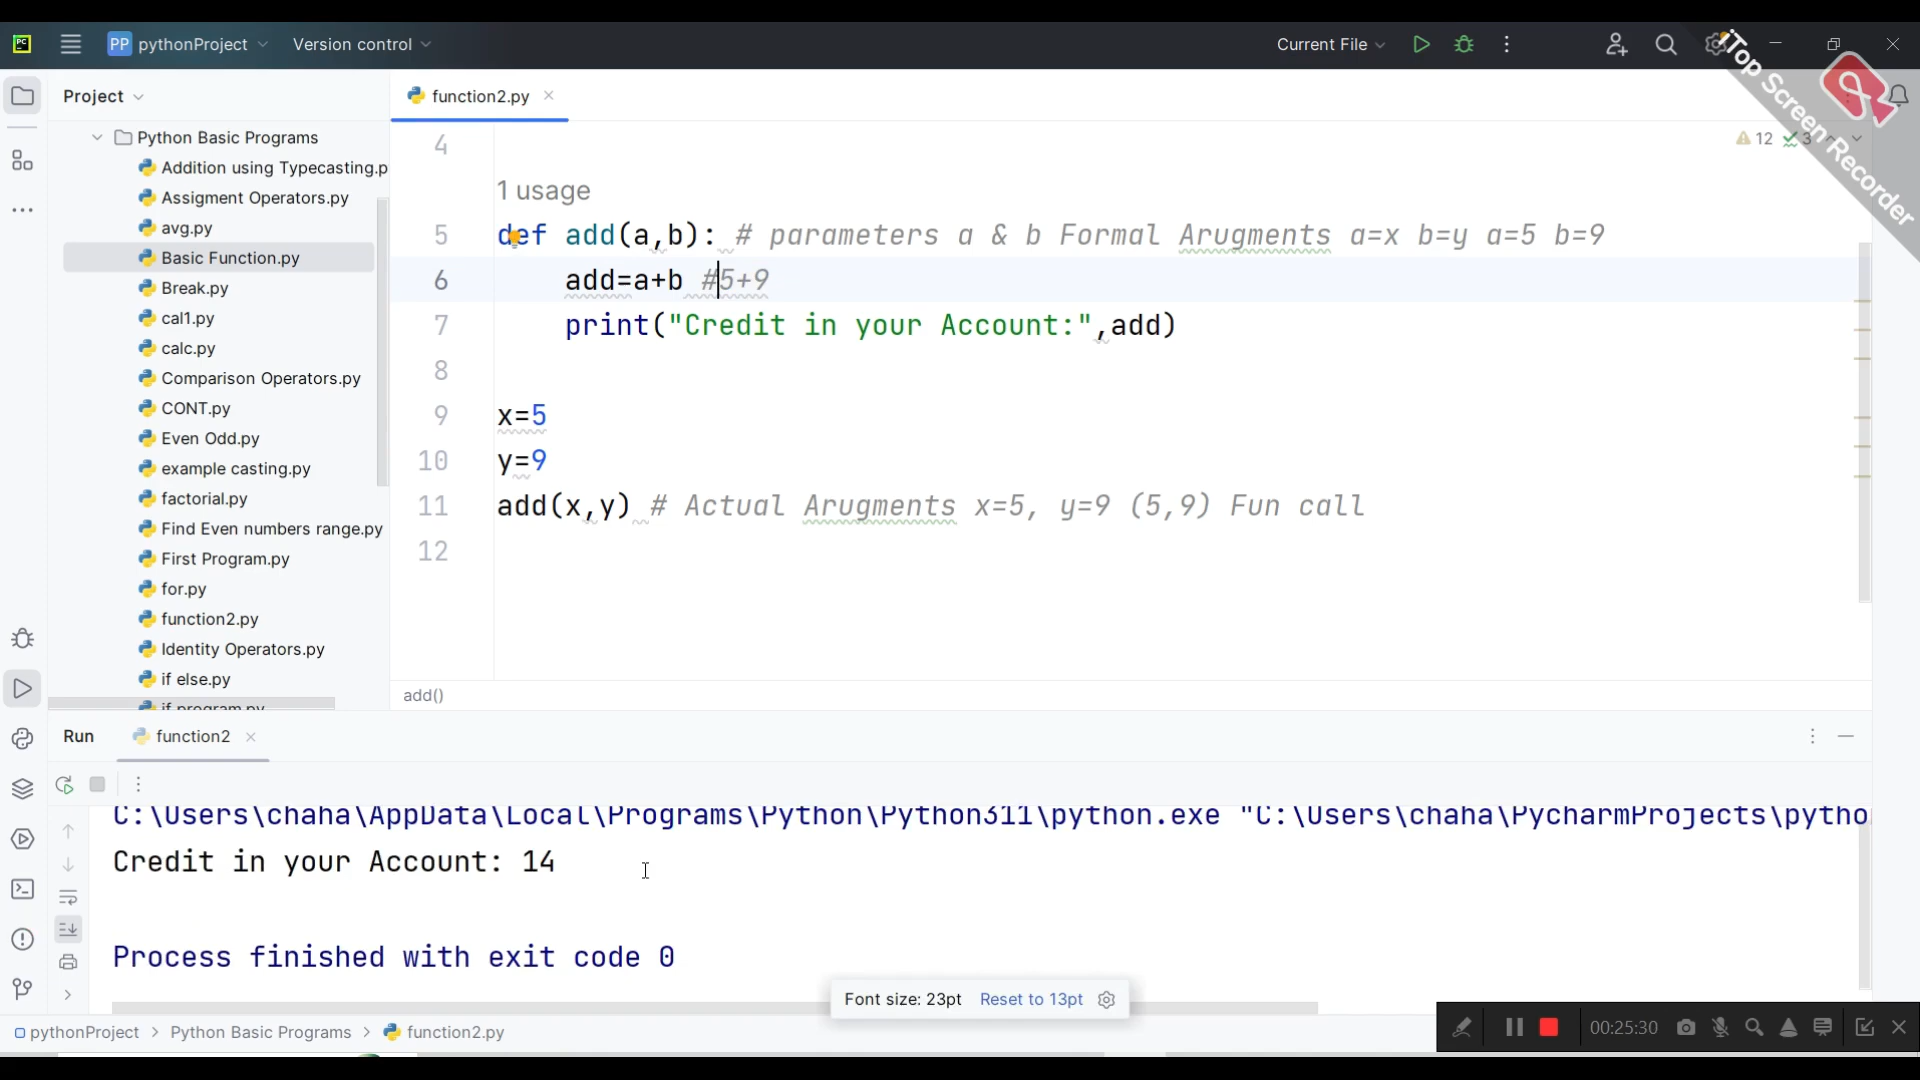 PC
PP pythonProject
Version control
Current File
iTop Screen Recorder
Project
function2.py
Python Basic Programs
Addition using Typecasting.p
Assigment Operators.py
avg.py
Basic Function.py
Break.py
cal1.py
calc.py
Comparison Operators.py
CONT.py
Even Odd.py
example casting.py
factorial.py
Find Even numbers range.py
First Program.py
for.py
function2.py
Identity Operators.py
if else.py
if program.py
12 3
4
1 usage
5 def add(a,b): # parameters a & b Formal Arugments a=x b=y a=5 b=9
6 add=a+b #5+9
7 print("Credit in your Account:",add)
8
9 x=5
10 y=9
11 add(x,y) # Actual Arugments x=5, y=9 (5,9) Fun call
12
add()
Run
function2
C:\Users\chaha\AppData\Local\Programs\Python\Python311\python.exe "C:\Users\chaha\PycharmProjects\pytho
Credit in your Account: 14
Process finished with exit code 0
Font size: 23pt Reset to 13pt
pythonProject > Python Basic Programs > function2.py
00:25:30